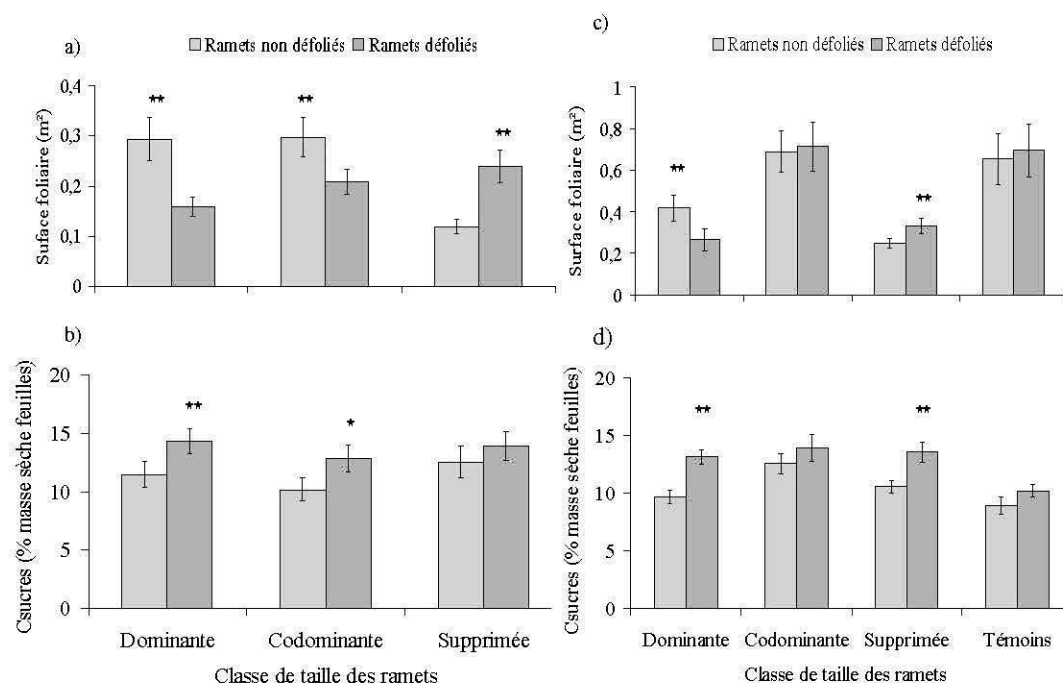 a)
Ramets non défoliés Ramets défoliés
Suface foliaire (m²)
0,4
0,3
0,2
0,1
0
** ** **
b)
Csucres (% masse sèche feuilles)
20
15
10
5
0
** *
Dominante Codominante Supprimée
Classe de taille des ramets
c)
Ramets non défoliés Ramets défoliés
Surface foliaire (m²)
1
0,8
0,6
0,4
0,2
0
** **
d)
Csucres (% masse sèche feuilles)
20
15
10
5
0
** **
Dominante Codominante Supprimée Témoins
Classe de taille des ramets